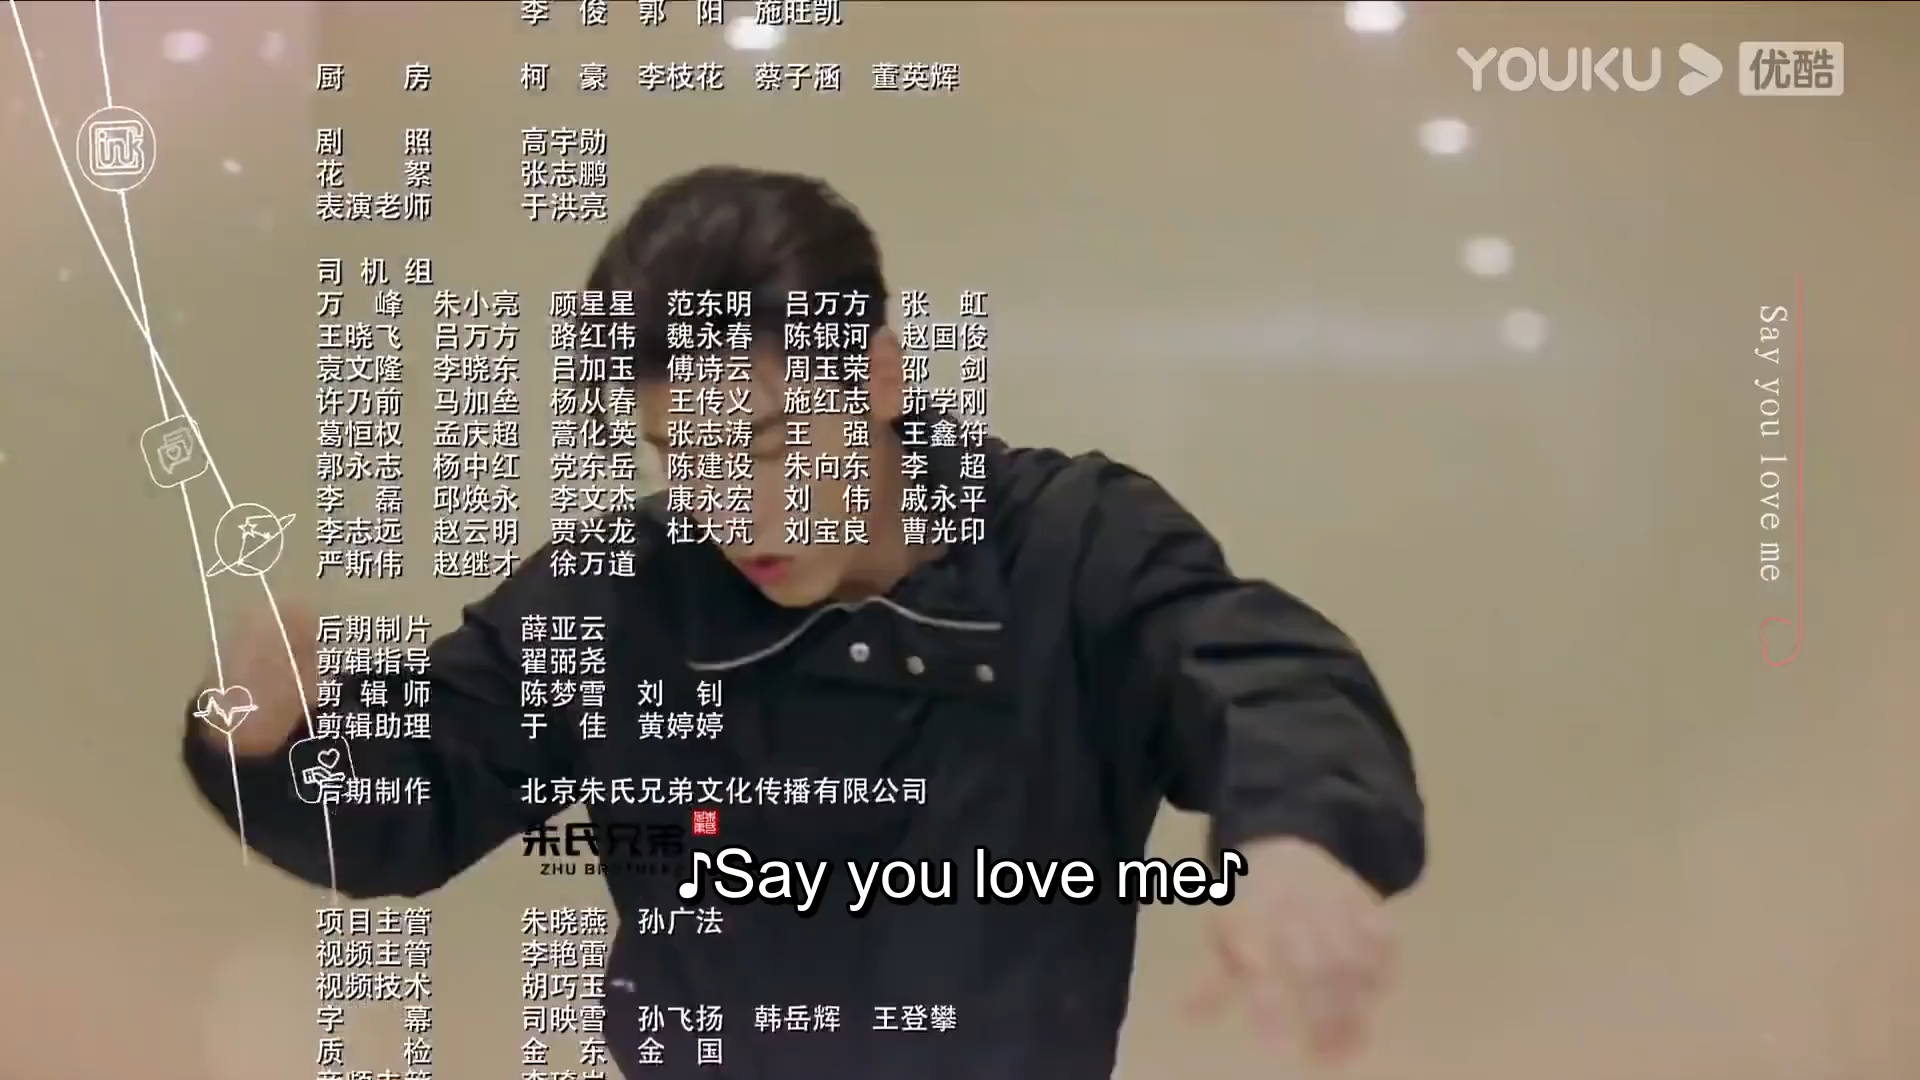 李 俊 郭 阳 施旺凯
YOUKU 优酷
厨 房 柯 豪 李枝花 蔡子涵 董英辉
剧 照 高宇勋
花 絮 张志鹏
表演老师 于洪亮
司机组
万 峰 朱小亮 顾星星 范东明 吕万方 张 虹
王晓飞 吕万方 路红伟 魏永春 陈银河 赵国俊
袁文隆 李晓东 吕加玉 傅诗云 周玉荣 邵 剑
许乃前 马加垒 杨从春 王传义 施红志 茆学刚
葛恒权 孟庆超 蒿化英 张志涛 王 强 王鑫符
郭永志 杨中红 党东岳 陈建设 朱向东 李 超
李 磊 邱焕永 李文杰 康永宏 刘 伟 戚永平
李志远 赵云明 贾兴龙 杜大芃 刘宝良 曹光印
严斯伟 赵继才 徐万道
后期制片 薛亚云
剪辑指导 翟弼尧
剪辑师 陈梦雪 刘 钊
剪辑助理 于 佳 黄婷婷
后期制作 北京朱氏兄弟文化传播有限公司
朱氏兄弟
ZHU BROTHERS
♪Say you love me♪
项目主管 朱晓燕 孙广法
视频主管 李艳雷
视频技术 胡巧玉
字 幕 司映雪 孙飞扬 韩岳辉 王登攀
质 检 金 东 金 国
Say you love me
ink